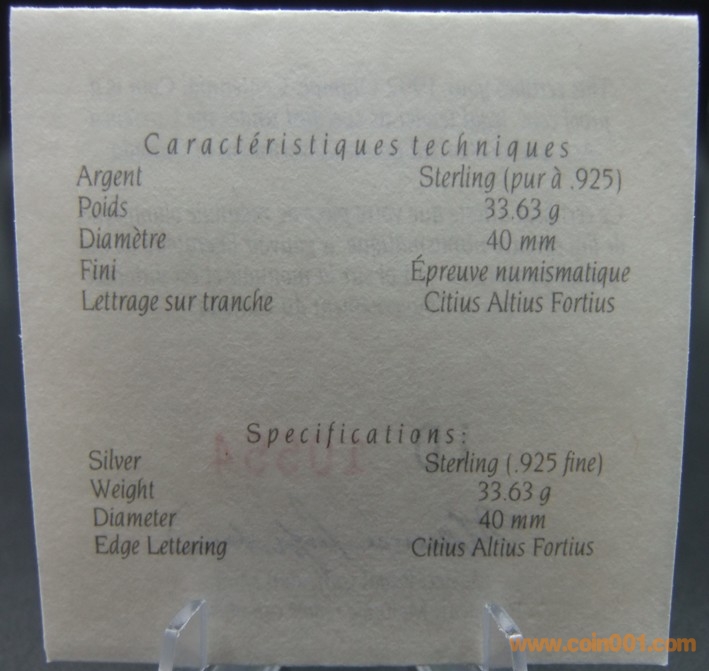 Caractéristiques techniques
Argent Sterling (pur à .925)
Poids 33.63 g
Diamètre 40 mm
Fini Épreuve numismatique
Lettrage sur tranche Citius Altius Fortius
Specifications:
Silver Sterling (.925 fine)
Weight 33.63 g
Diameter 40 mm
Edge Lettering Citius Altius Fortius
www.coin001.com